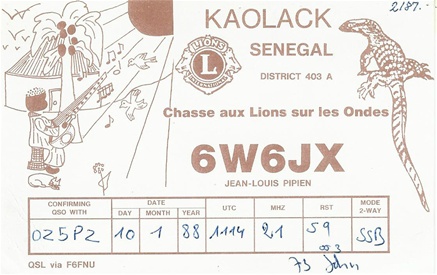 2187.-
KAOLACK
SENEGAL
DISTRICT 403 A
LIONS
L
INTERNATIONAL
Chasse aux Lions sur les Ondes
6W6JX
JEAN-LOUIS PIPIEN
CONFIRMING QSO WITH DATE DAY MONTH YEAR UTC MHZ RST MODE 2-WAY
OZ5PZ 10 1 88 1114 21 59 SSB
QSL via F6FNU
73 John